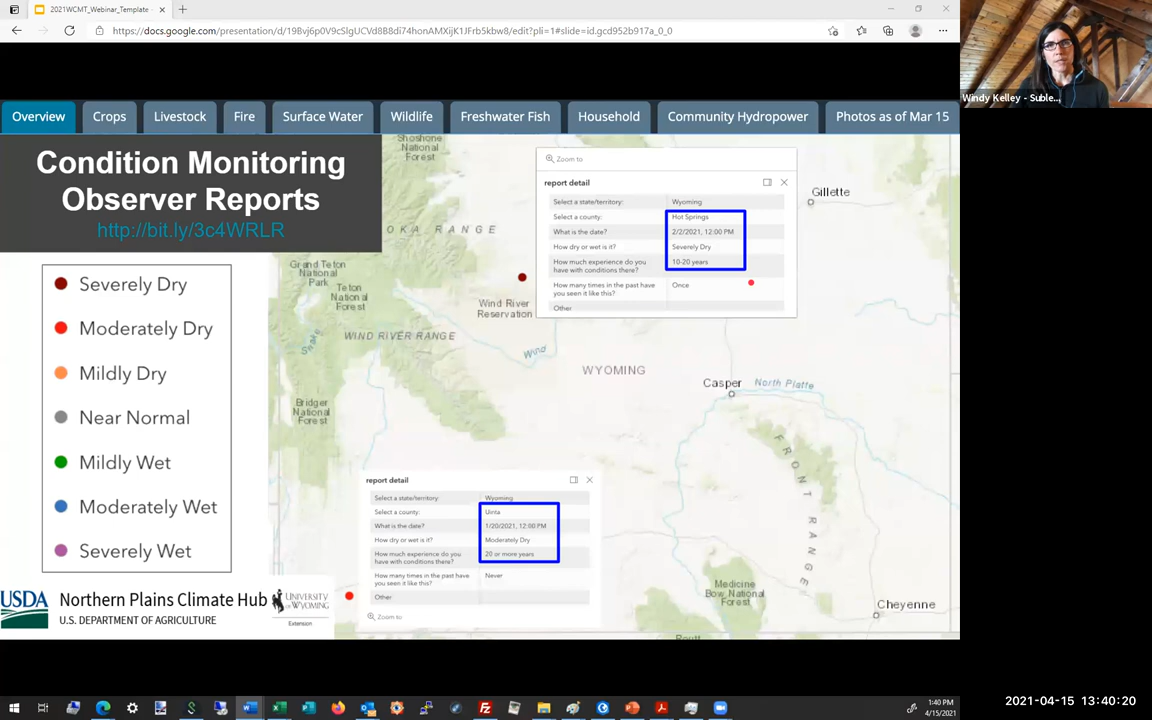 2021WCMT_Webinar_Template
https://docs.google.com/presentation/d/19Bvj6p0V9cSlgUCVd8B8di74honAMXijK1JFrb5kbw8/edit?pli=1#slide=id.gcd952b917a_0_0
Windy Kelley - Suble...
Overview
Crops
Livestock
Fire
Surface Water
Wildlife
Freshwater Fish
Household
Community Hydropower
Photos as of Mar 15
Condition Monitoring
Observer Reports
http://bit.ly/3c4WRLR
Severely Dry
Moderately Dry
Mildly Dry
Near Normal
Mildly Wet
Moderately Wet
Severely Wet
USDA
Northern Plains Climate Hub
U.S. DEPARTMENT OF AGRICULTURE
UNIVERSITY
OF WYOMING
Extension
Shoshone
National
Forest
OKA RANGE
Grand Teton
National
Park
Teton
National
Forest
Snake
Wind River
Reservation
WIND RIVER RANGE
Wind
WYOMING
Bridger
National
Forest
Gillette
Casper
North Platte
FRONT RANGE
Medicine
Bow National
Forest
Cheyenne
Routt
Zoom to
report detail
Select a state/territory: Wyoming
Select a county: Hot Springs
What is the date? 2/2/2021, 12:00 PM
How dry or wet is it? Severely Dry
How much experience do you
have with conditions there? 10-20 years
How many times in the past have
you seen it like this? Once
Other
report detail
Select a state/territory: Wyoming
Select a county: Uinta
What is the date? 1/20/2021, 12:00 PM
How dry or wet is it? Moderately Dry
How much experience do you
have with conditions there? 20 or more years
How many times in the past have
you seen it like this? Never
Other
Zoom to
1:40 PM
4/15/2021
2021-04-15 13:40:20